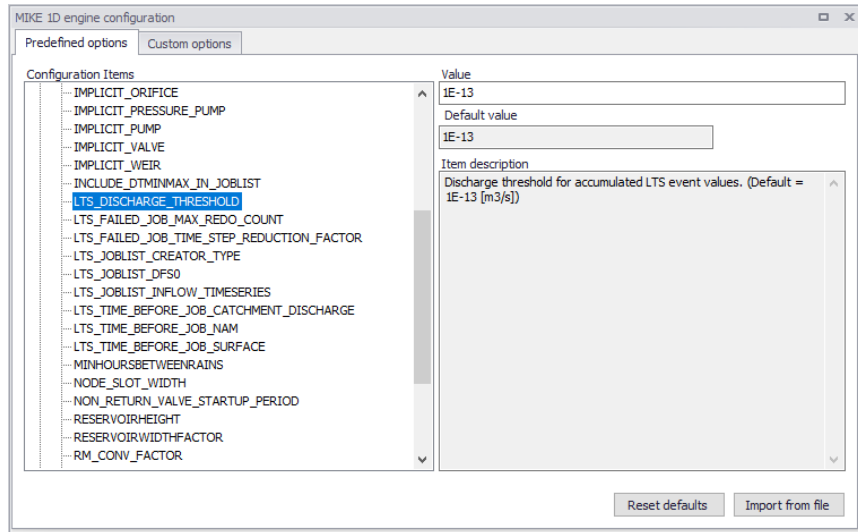 MIKE 1D engine configuration
Predefined options
Custom options
Configuration Items
IMPLICIT_ORIFICE
IMPLICIT_PRESSURE_PUMP
IMPLICIT_PUMP
IMPLICIT_VALVE
IMPLICIT_WEIR
INCLUDE_DTMINMAX_IN_JOBLIST
LTS_DISCHARGE_THRESHOLD
LTS_FAILED_JOB_MAX_REDO_COUNT
LTS_FAILED_JOB_TIME_STEP_REDUCTION_FACTOR
LTS_JOBLIST_CREATOR_TYPE
LTS_JOBLIST_DFS0
LTS_JOBLIST_INFLOW_TIMESERIES
LTS_TIME_BEFORE_JOB_CATCHMENT_DISCHARGE
LTS_TIME_BEFORE_JOB_NAM
LTS_TIME_BEFORE_JOB_SURFACE
MINHOURSBETWEENRAINS
NODE_SLOT_WIDTH
NON_RETURN_VALVE_STARTUP_PERIOD
RESERVOIRHEIGHT
RESERVOIRWIDTHFACTOR
RM_CONV_FACTOR
Value
1E-13
Default value
1E-13
Item description
Discharge threshold for accumulated LTS event values. (Default =
1E-13 [m3/s])
Reset defaults
Import from file